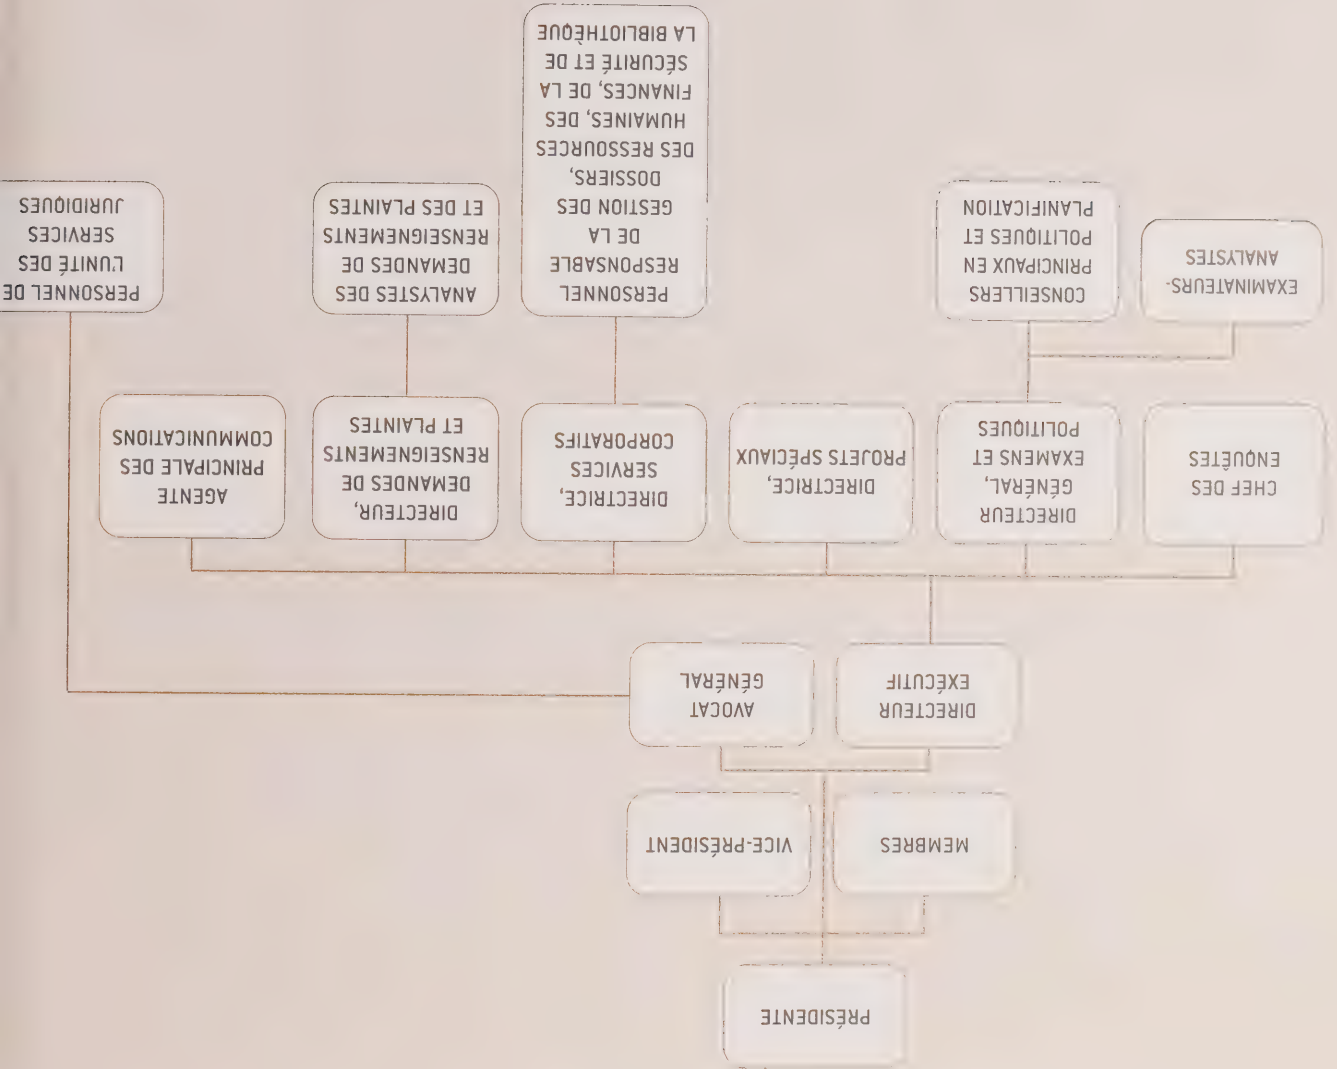 PRÉSIDENTE
MEMBRES
VICE-PRÉSIDENT
DIRECTEUR
EXÉCUTIF
AVOCAT
GÉNÉRAL
CHEF DES
ENQUÊTES
DIRECTEUR
GÉNÉRAL,
EXAMENS ET
POLITIQUES
DIRECTRICE,
PROJETS SPÉCIAUX
DIRECTRICE,
SERVICES
CORPORATIFS
DIRECTEUR,
DEMANDES DE
RENSEIGNEMENTS
ET PLAINTES
AGENTE
PRINCIPALE DES
COMMUNICATIONS
EXAMINATEURS-
ANALYSTES
CONSEILLERS
PRINCIPAUX EN
POLITIQUES ET
PLANIFICATION
PERSONNEL
RESPONSABLE
DE LA
GESTION DES
DOSSIERS,
DES RESSOURCES
HUMAINES, DES
FINANCES, DE LA
SÉCURITÉ ET DE
LA BIBLIOTHÈQUE
ANALYSTES DES
DEMANDES DE
RENSEIGNEMENTS
ET DES PLAINTES
PERSONNEL DE
L'UNITÉ DES
SERVICES
JURIDIQUES